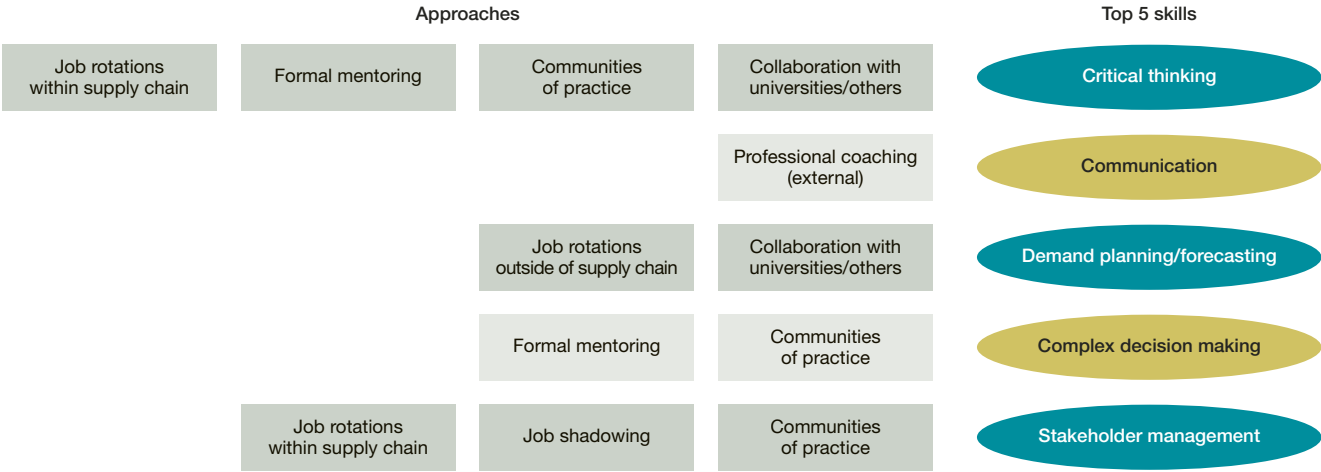 Approaches
Top 5 skills
Job rotations
within supply chain
Formal mentoring
Communities
of practice
Collaboration with
universities/others
Critical thinking
Professional coaching
(external)
Communication
Job rotations
outside of supply chain
Collaboration with
universities/others
Demand planning/forecasting
Formal mentoring
Communities
of practice
Complex decision making
Job rotations
within supply chain
Job shadowing
Communities
of practice
Stakeholder management